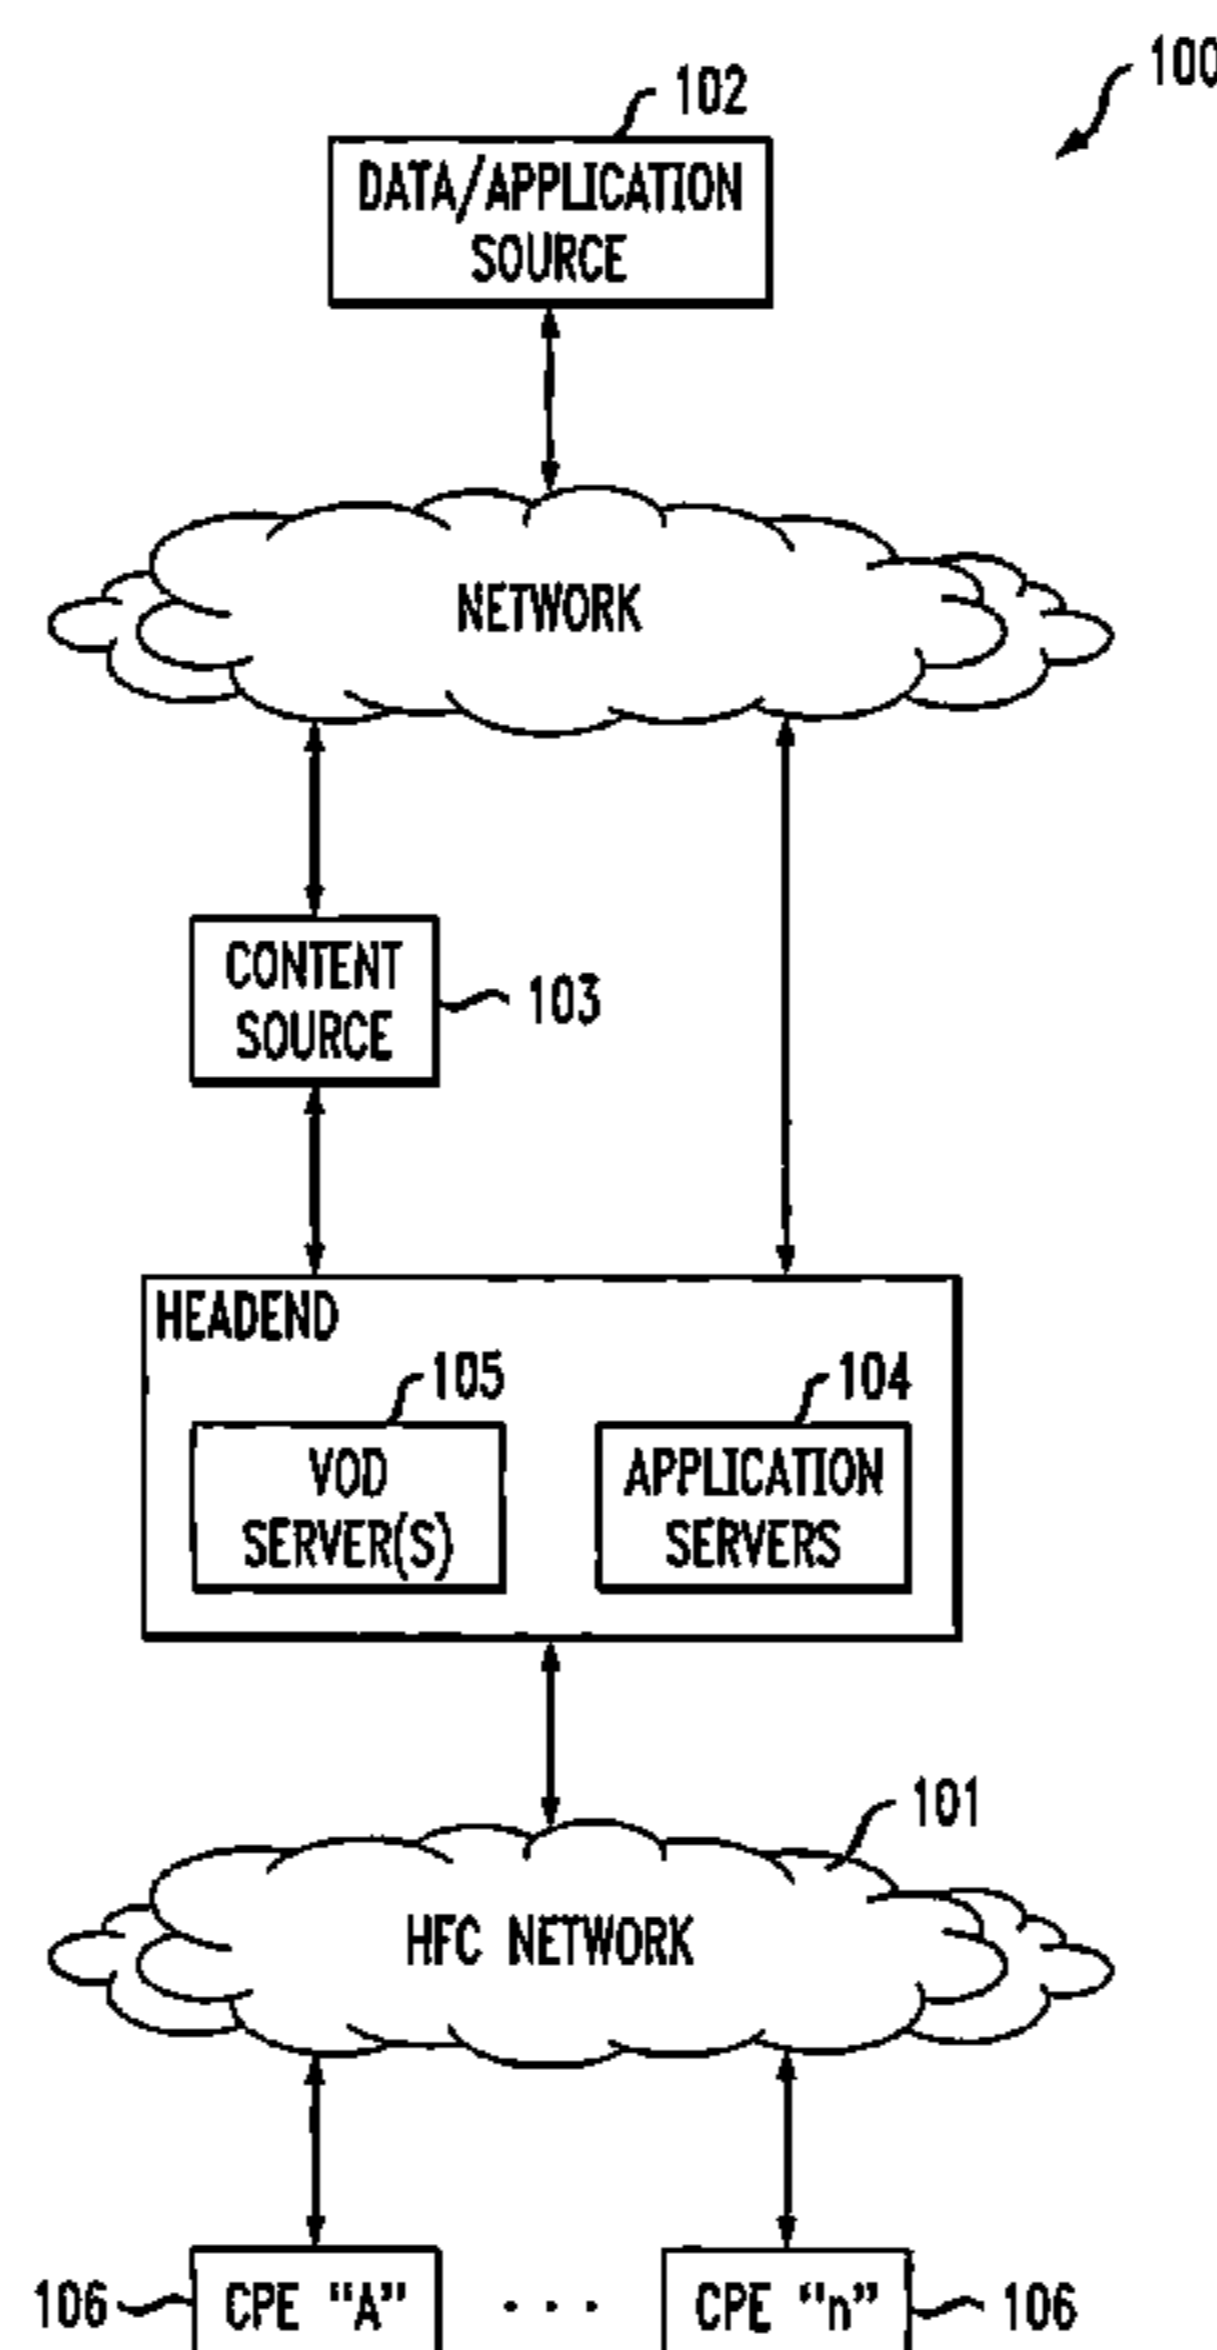 100
102
DATA/APPLICATION
SOURCE
NETWORK
CONTENT
SOURCE
103
HEADEND
105
104
VOD
SERVER(S)
APPLICATION
SERVERS
101
HFC NETWORK
106
CPE "A"
. . .
CPE "n"
106